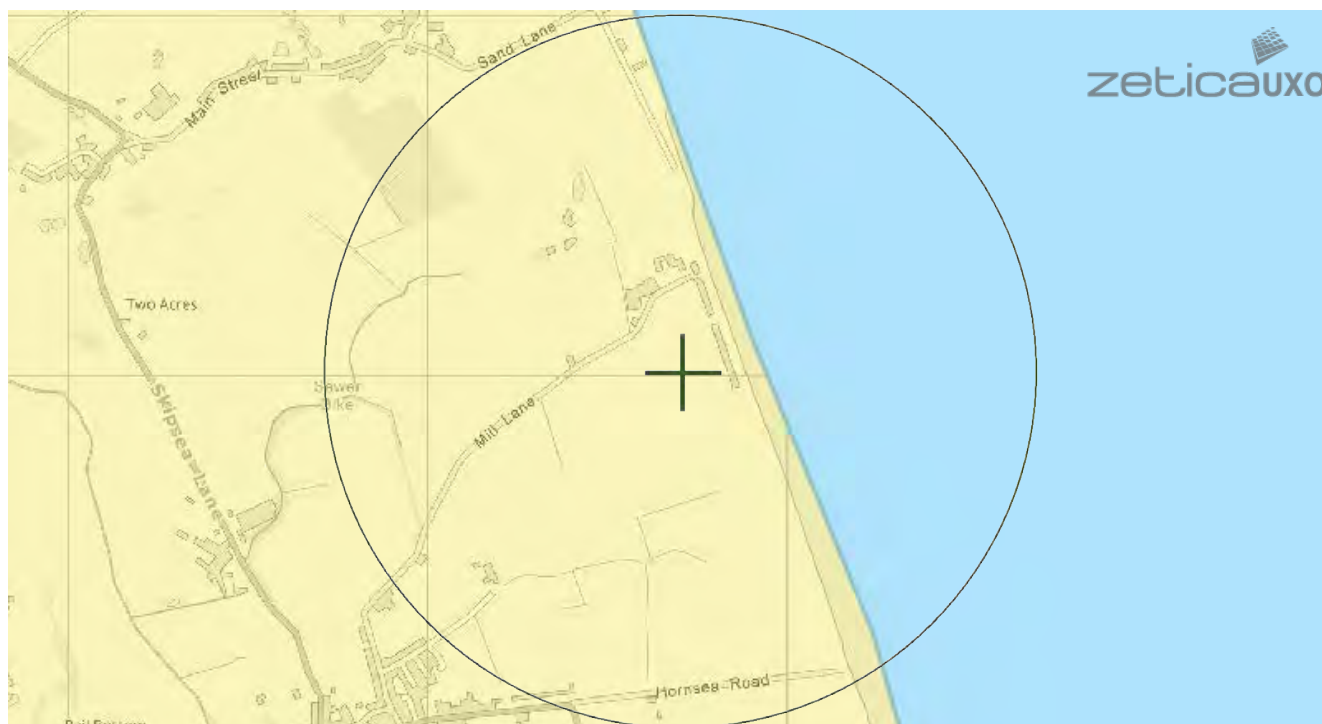 zeticauxo
Sand Lane
Main Street
Two Acres
Sewer
Dike
Skipsea Lane
Mill Lane
Hornsea Road